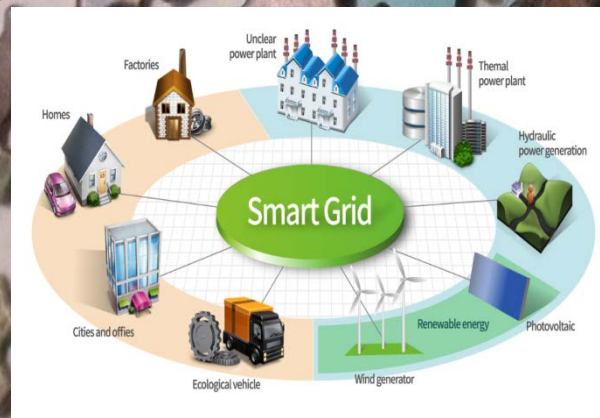 Unclear
power plant
Themal
power plant
Factories
Homes
Hydraulic
power generation
Smart Grid
Cities and offies
Renewable energy
Photovoltaic
Ecological vehicle
Wind generator